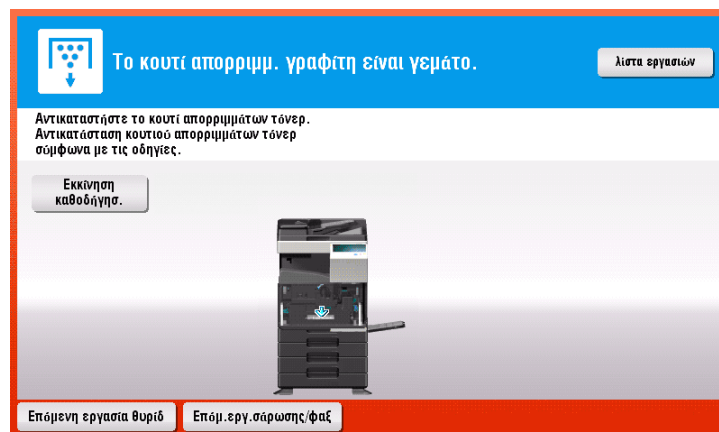 Το κουτί απορριμμ. γραφίτη είναι γεμάτο.
λίστα εργασιών
Αντικαταστήστε το κουτί απορριμμάτων τόνερ.
Αντικατάσταση κουτιού απορριμμάτων τόνερ
σύμφωνα με τις οδηγίες.
Εκκίνηση
καθοδήγησ.
Επόμενη εργασία θυρίδ
Επόμ.εργ.σάρωσης/φαξ